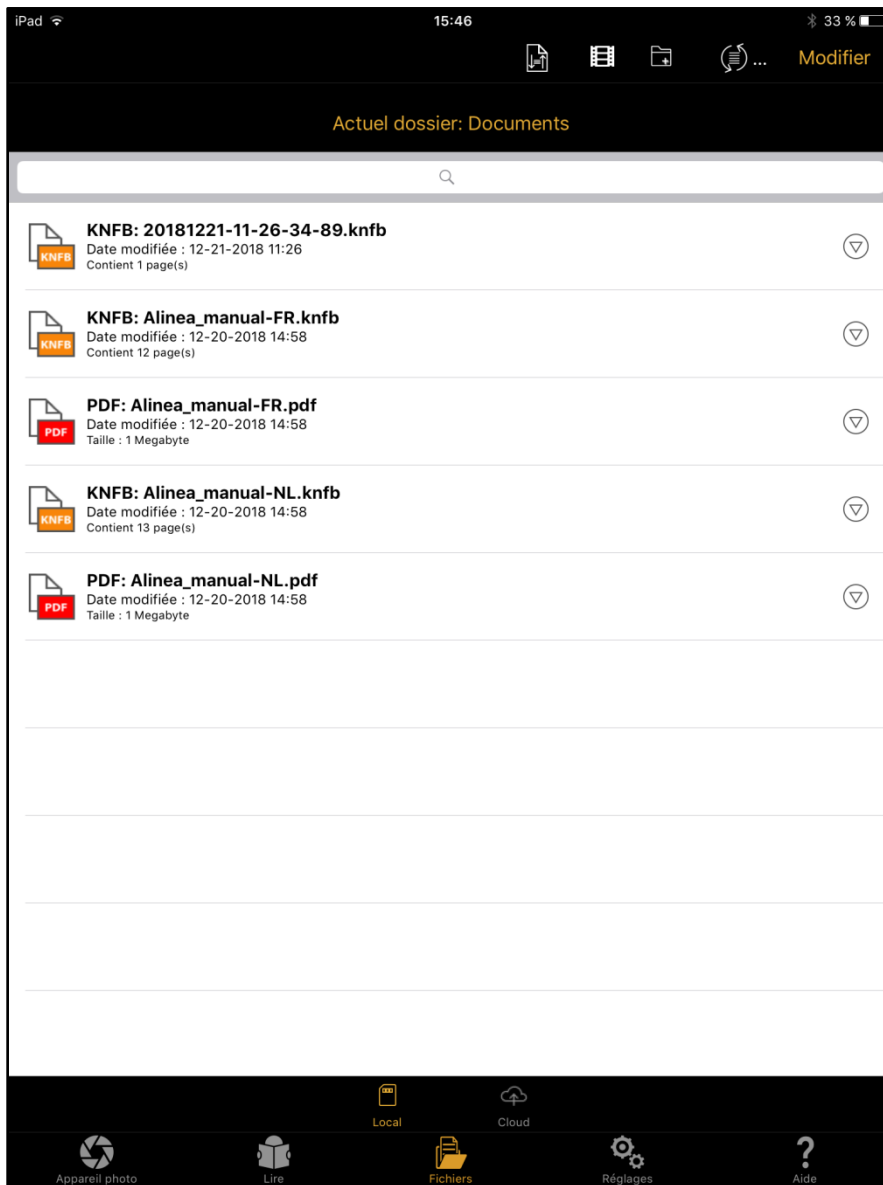 iPad 15:46 33 %
... Modifier
Actuel dossier: Documents
KNFB: 20181221-11-26-34-89.knfb
Date modifiée : 12-21-2018 11:26
Contient 1 page(s)
KNFB
KNFB: Alinea_manual-FR.knfb
Date modifiée : 12-20-2018 14:58
Contient 12 page(s)
KNFB
PDF: Alinea_manual-FR.pdf
Date modifiée : 12-20-2018 14:58
Taille : 1 Megabyte
PDF
KNFB: Alinea_manual-NL.knfb
Date modifiée : 12-20-2018 14:58
Contient 13 page(s)
KNFB
PDF: Alinea_manual-NL.pdf
Date modifiée : 12-20-2018 14:58
Taille : 1 Megabyte
PDF
Local Cloud
Appareil photo Lire Fichiers Réglages Aide